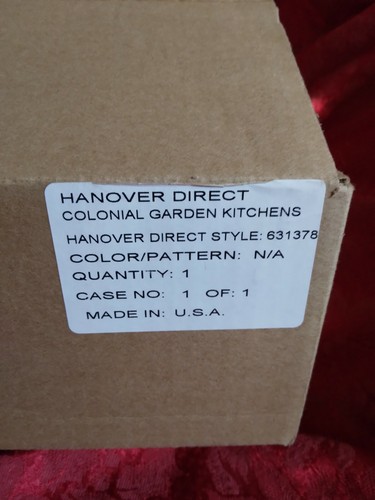 HANOVER DIRECT
COLONIAL GARDEN KITCHENS
HANOVER DIRECT STYLE: 631378
COLOR/PATTERN: N/A
QUANTITY: 1
CASE NO: 1 OF: 1
MADE IN: U.S.A.